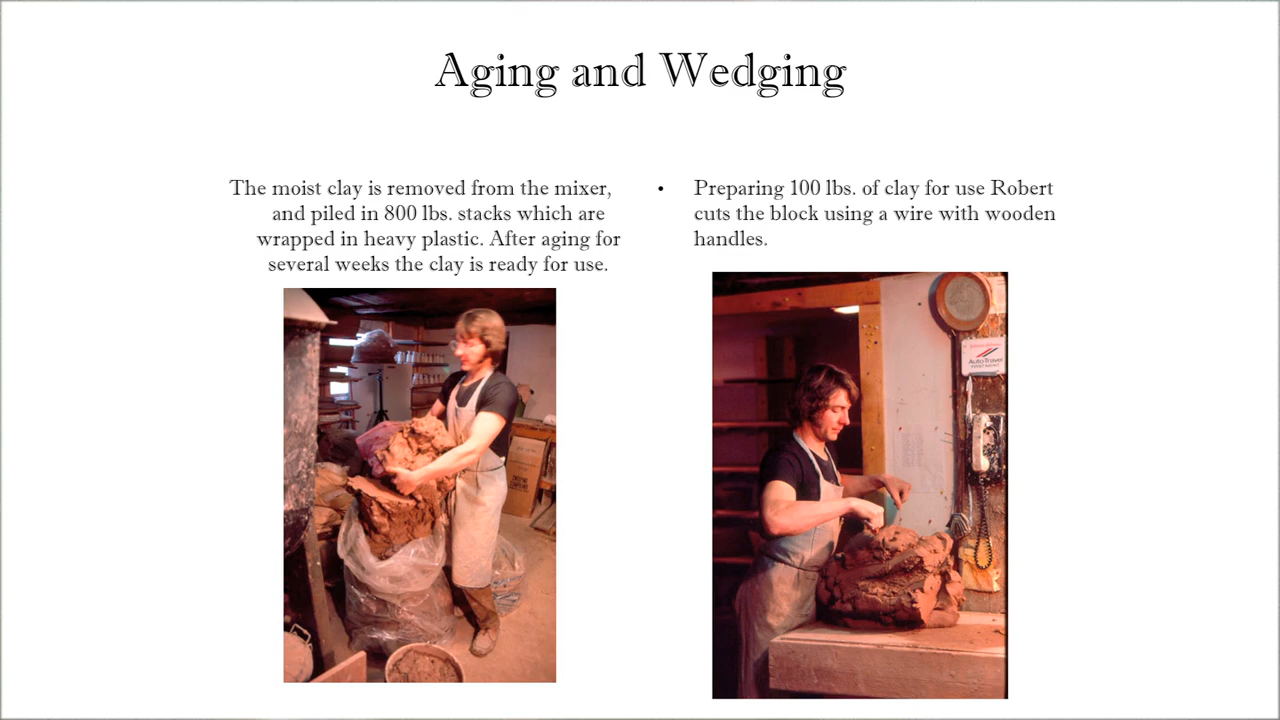 Aging and Wedging
The moist clay is removed from the mixer,
and piled in 800 lbs. stacks which are
wrapped in heavy plastic. After aging for
several weeks the clay is ready for use.
• Preparing 100 lbs. of clay for use Robert
cuts the block using a wire with wooden
handles.
AutoTravel